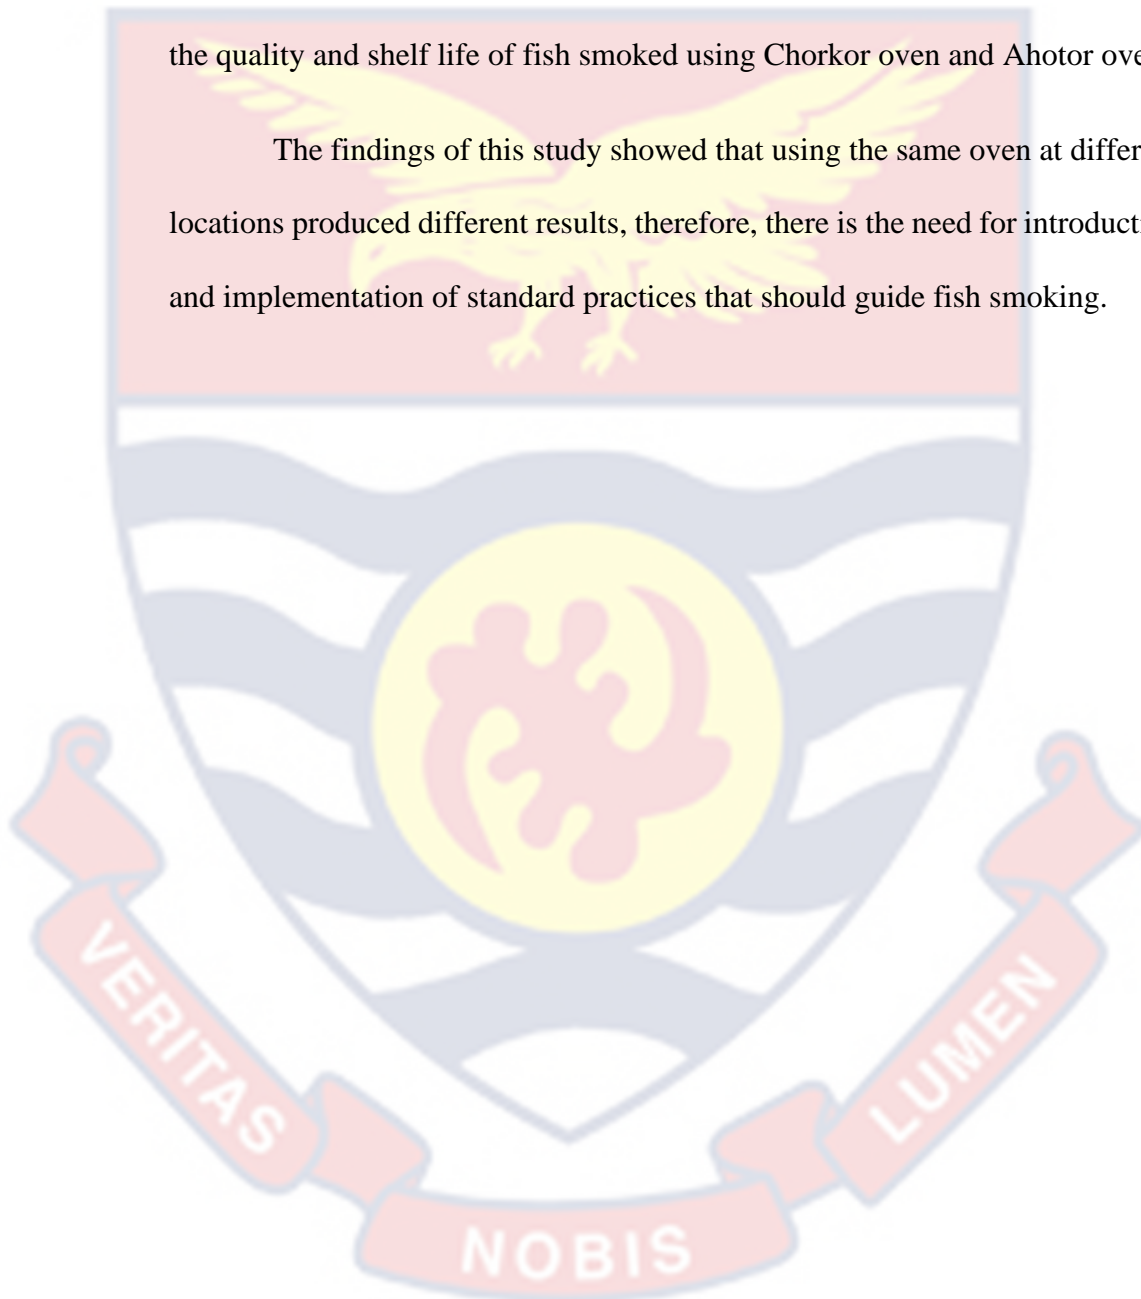 the quality and shelf life of fish smoked using Chorkor oven and Ahotor ove
The findings of this study showed that using the same oven at differ
locations produced different results, therefore, there is the need for introducti
and implementation of standard practices that should guide fish smoking.
VERITAS
NOBIS
LUMEN